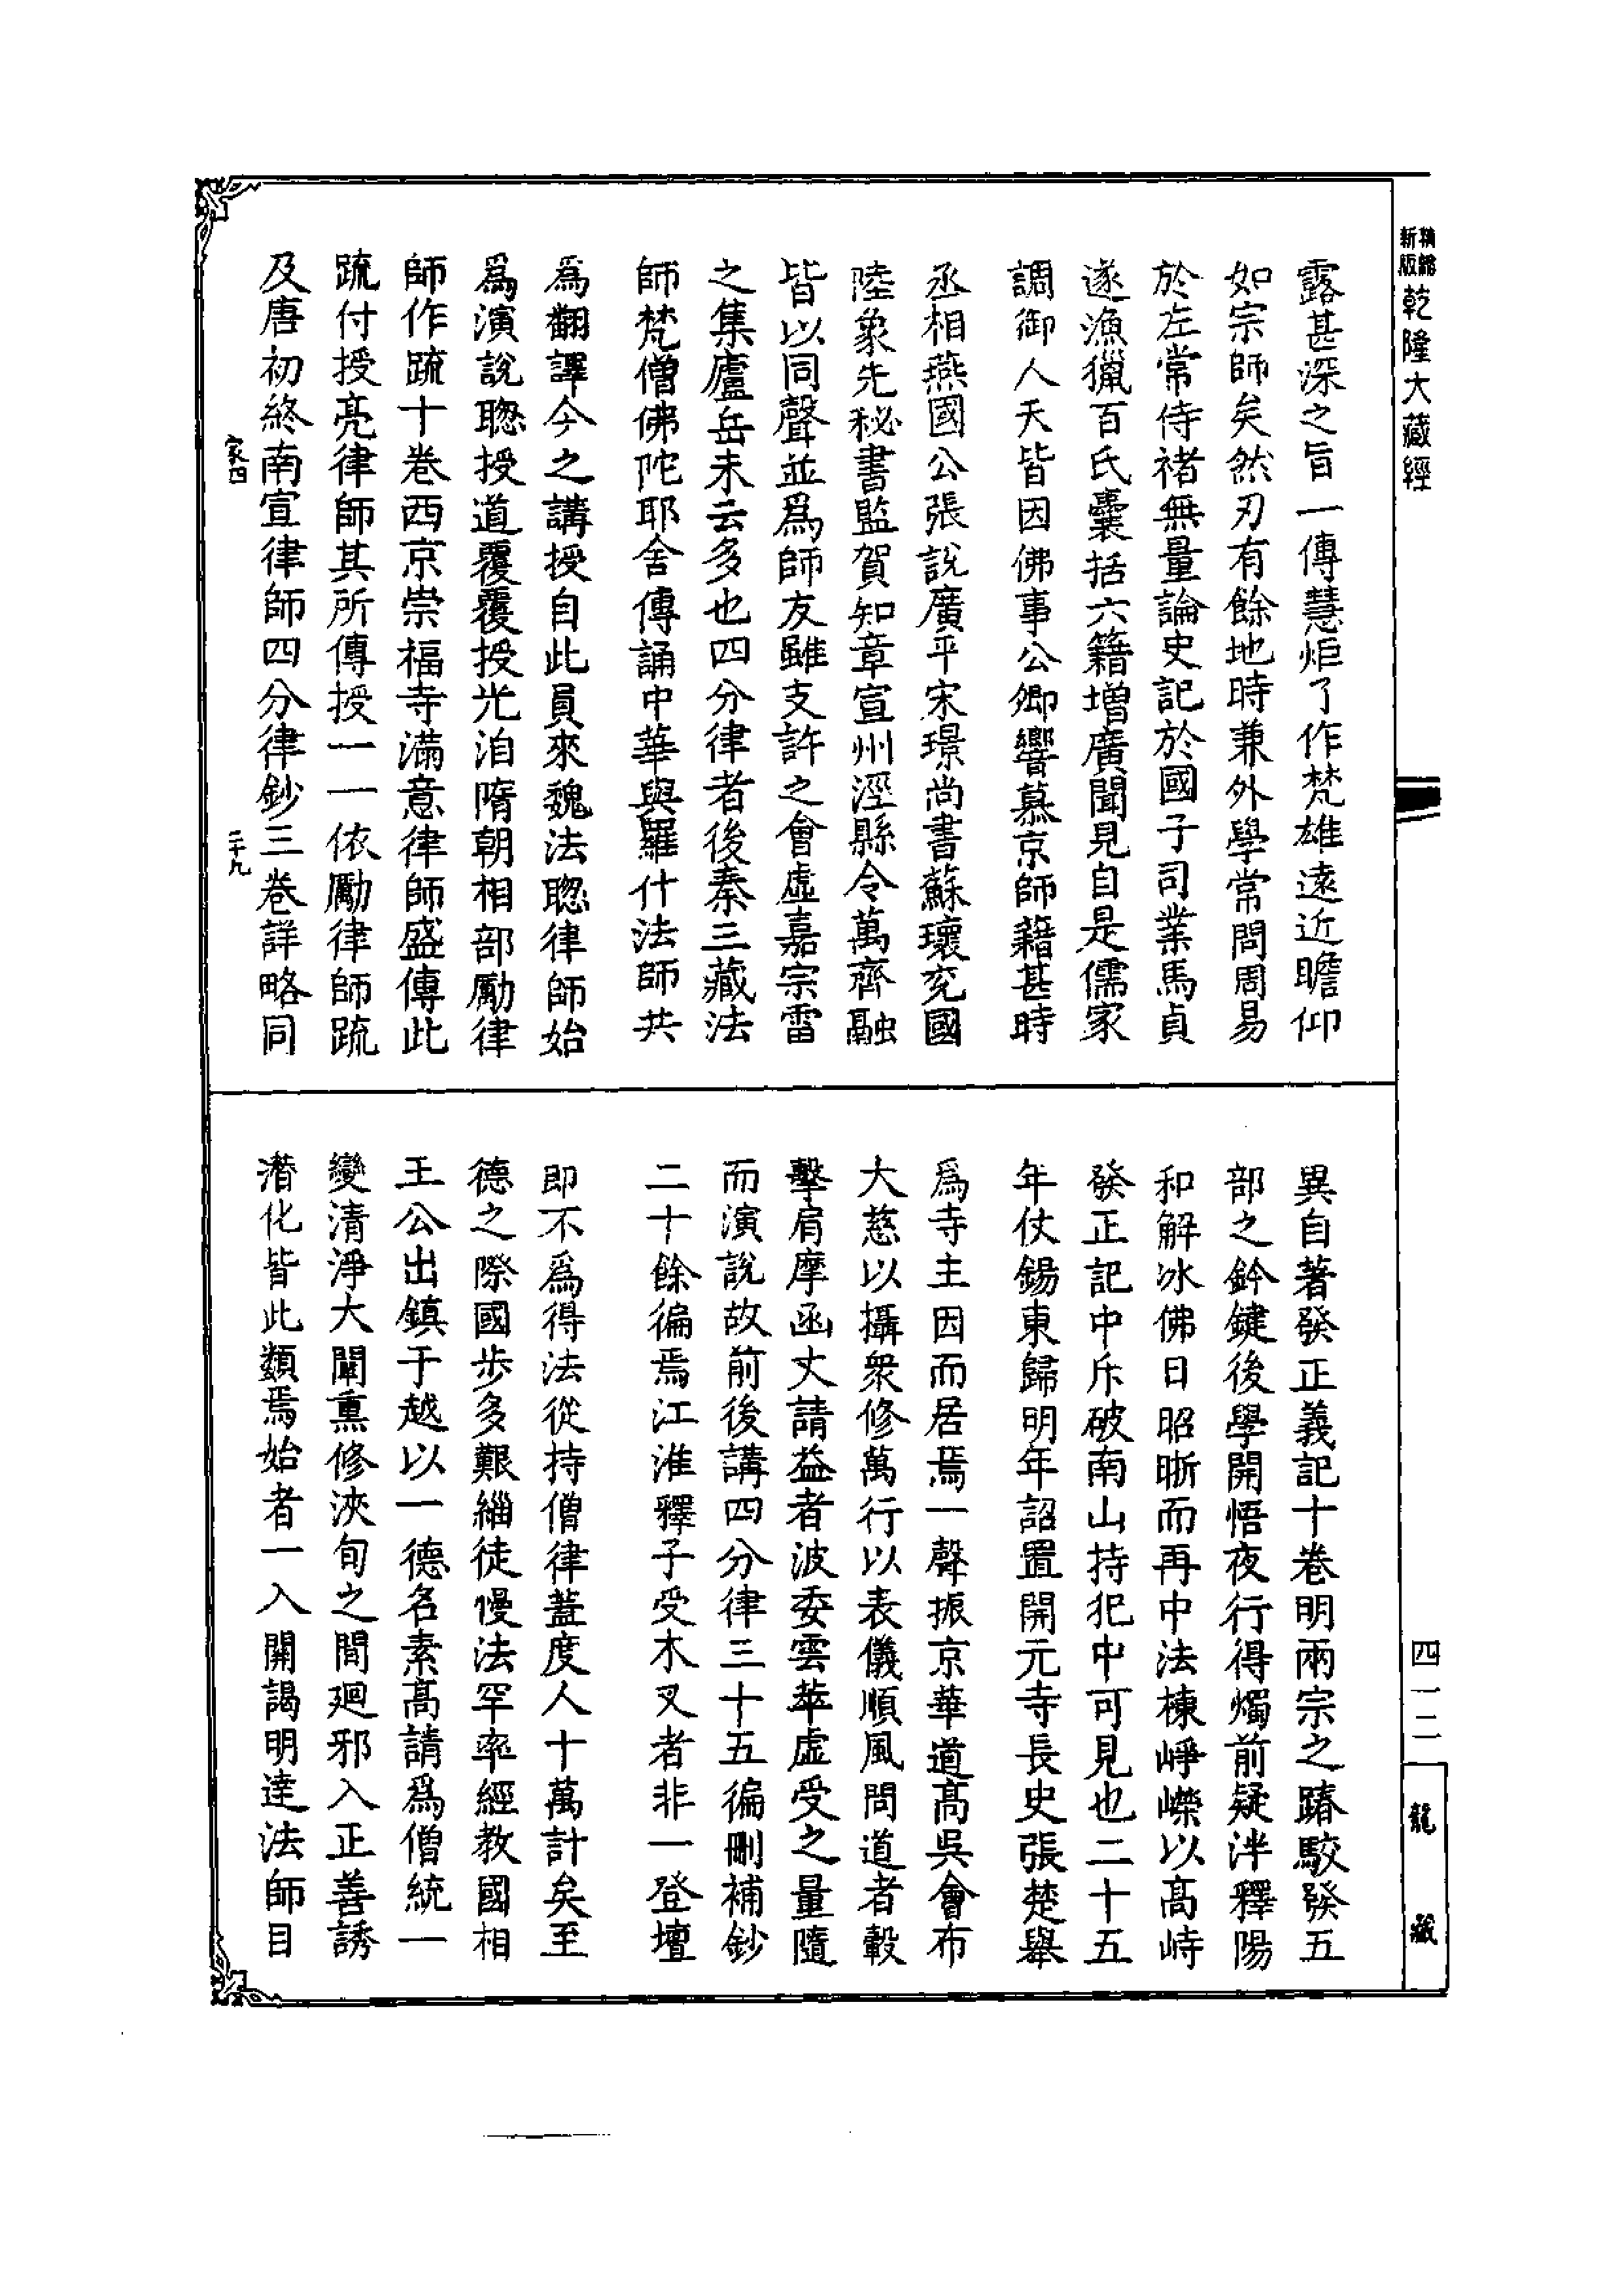 精縮新版乾隆大藏經
露甚深之旨一傳慧炬了作梵雄遠近瞻仰
如宗師矣然刃有餘地時兼外學常問周易
於左常侍褚無量論史記於國子司業馬貞
遂漁獵百氏囊括六籍增廣聞見自是儒家
調御人天皆因佛事公卿響慕京師籍甚時
丞相燕國公張說廣平宋璟尚書蘇瓌兖國
陸象先秘書監賀知章宣州涇縣令萬齊融
皆以同聲並爲師友雖支許之會虛嘉宗雷
之集廬岳未云多也四分律者後秦三藏法
師梵僧佛陀耶舍傳誦中華與羅什法師共
爲翻譯今之講授自此員來魏法聦律師始
爲演說聦授道覆覆授光洎隋朝相部勵律
師作䟽十卷西京崇福寺滿意律師盛傳此
䟽付授亮律師其所傳授一一依勵律師䟽
及唐初終南宣律師四分律鈔三卷詳略同
家四 二十九
異自著發正義記十卷明兩宗之踳駮發五
部之鈐鍵後學開悟夜行得燭前疑泮釋陽
和解冰佛日昭晣而再中法棟崢嶸以高峙
發正記中斥破南山持犯中可見也二十五
年仗錫東歸明年詔置開元寺長史張楚舉
爲寺主因而居焉一聲振京華道高吳會布
大慈以攝衆修萬行以表儀順風問道者轂
擊肩摩函丈請益者波委雲萃虛受之量隨
而演說故前後講四分律三十五徧刪補鈔
二十餘徧焉江淮釋子受木叉者非一登壇
即不爲得法從持僧律蓋度人十萬計矣至
德之際國步多艱緇徒慢法罕率經教國相
王公出鎮于越以一德名素高請爲僧統一
變清淨大闡熏修浹旬之間廻邪入正善誘
潛化皆此類焉始者一入開謁明達法師目
四一二
龍藏